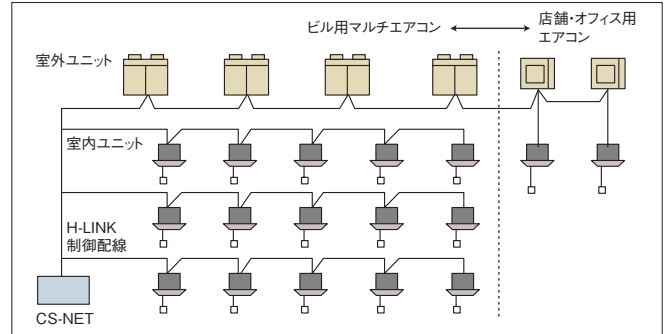 ビル用マルチエアコン
店舗・オフィス用
エアコン
室外ユニット
室内ユニット
H-LINK
制御配線
CS-NET